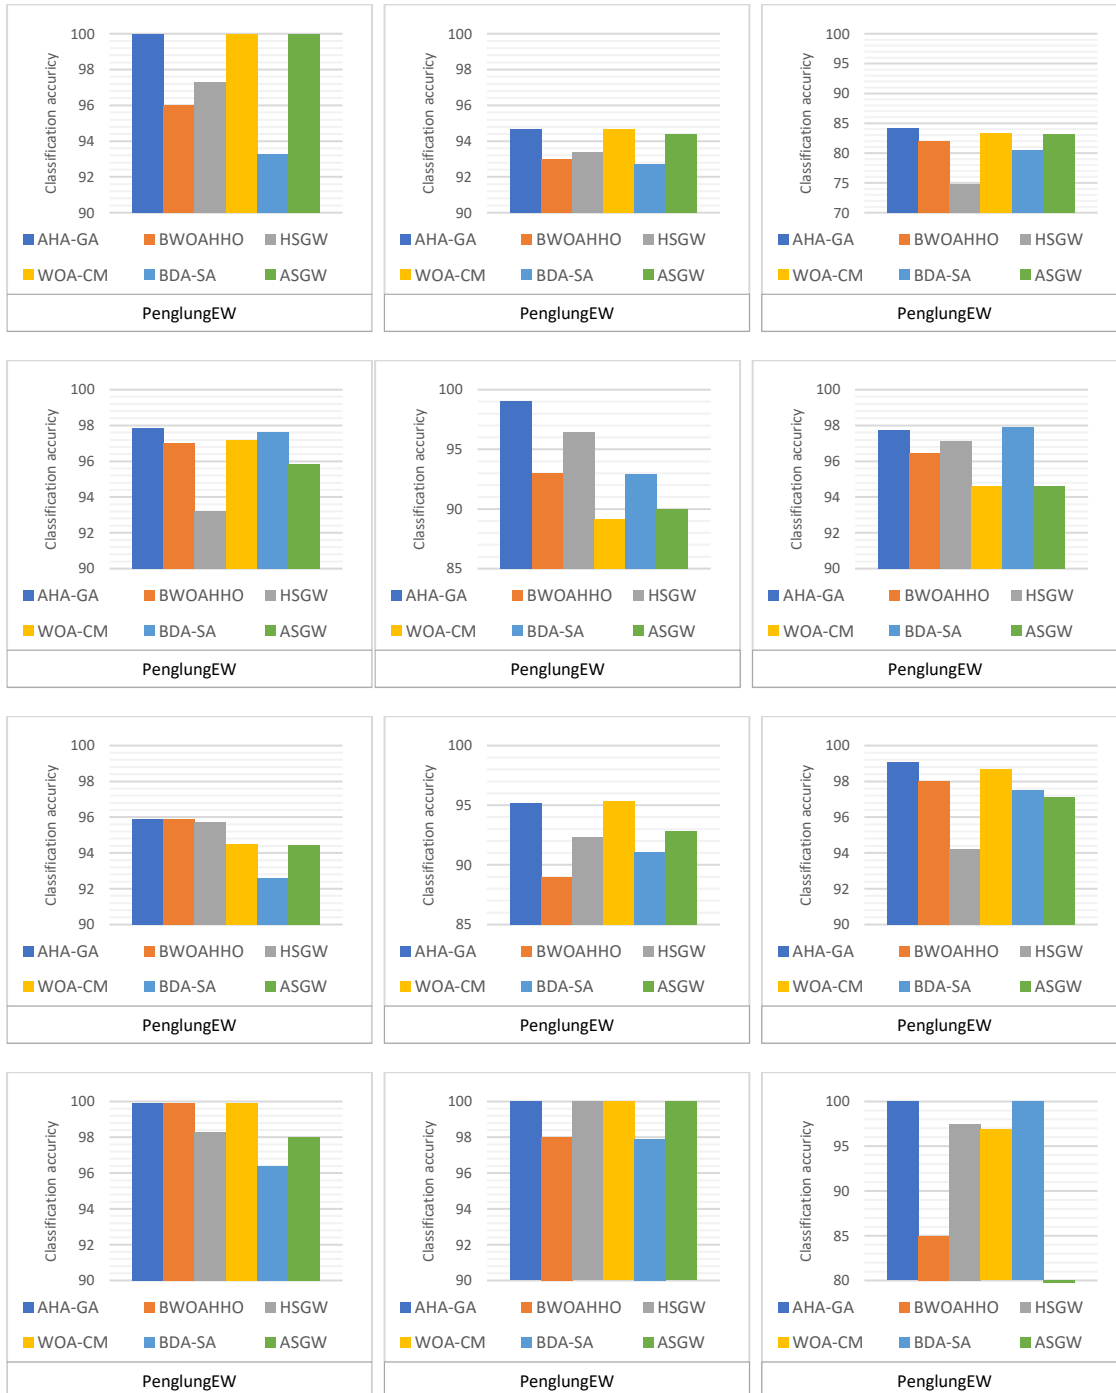 Classification accuricy
100
98
96
94
92
90
AHA-GA BWOAHHO HSGW
WOA-CM BDA-SA ASGW
PenglungEW
Classification accuricy
100
98
96
94
92
90
AHA-GA BWOAHHO HSGW
WOA-CM BDA-SA ASGW
PenglungEW
Classification accuricy
100
95
90
85
80
75
70
AHA-GA BWOAHHO HSGW
WOA-CM BDA-SA ASGW
PenglungEW
Classification accuricy
100
98
96
94
92
90
AHA-GA BWOAHHO HSGW
WOA-CM BDA-SA ASGW
PenglungEW
Classification accuricy
100
95
90
85
AHA-GA BWOAHHO HSGW
WOA-CM BDA-SA ASGW
PenglungEW
Classification accuricy
100
98
96
94
92
90
AHA-GA BWOAHHO HSGW
WOA-CM BDA-SA ASGW
PenglungEW
Classification accuricy
100
98
96
94
92
90
AHA-GA BWOAHHO HSGW
WOA-CM BDA-SA ASGW
PenglungEW
Classification accuricy
100
95
90
85
AHA-GA BWOAHHO HSGW
WOA-CM BDA-SA ASGW
PenglungEW
Classification accuricy
100
98
96
94
92
90
AHA-GA BWOAHHO HSGW
WOA-CM BDA-SA ASGW
PenglungEW
Classification accuricy
100
98
96
94
92
90
AHA-GA BWOAHHO HSGW
WOA-CM BDA-SA ASGW
PenglungEW
Classification accuricy
100
98
96
94
92
90
AHA-GA BWOAHHO HSGW
WOA-CM BDA-SA ASGW
PenglungEW
Classification accuricy
100
95
90
85
80
AHA-GA BWOAHHO HSGW
WOA-CM BDA-SA ASGW
PenglungEW